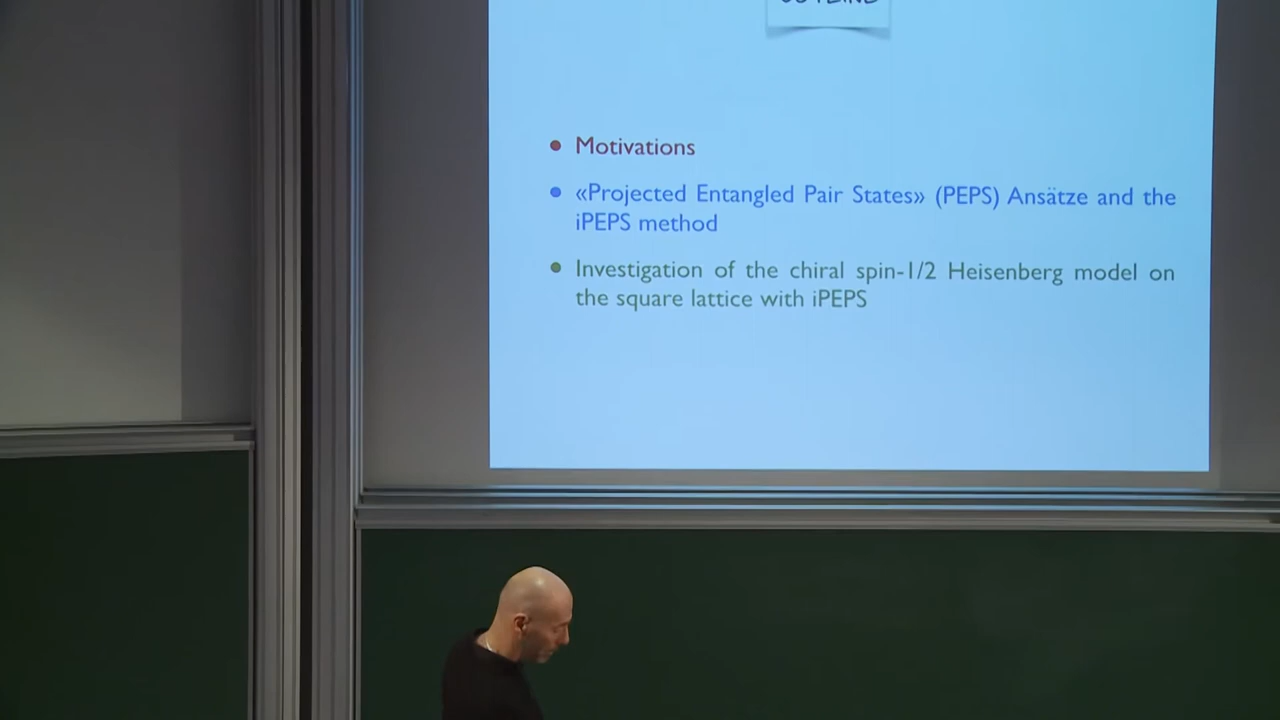 OUTLINE
• Motivations
• «Projected Entangled Pair States» (PEPS) Ansätze and the
iPEPS method
• Investigation of the chiral spin-1/2 Heisenberg model on
the square lattice with iPEPS